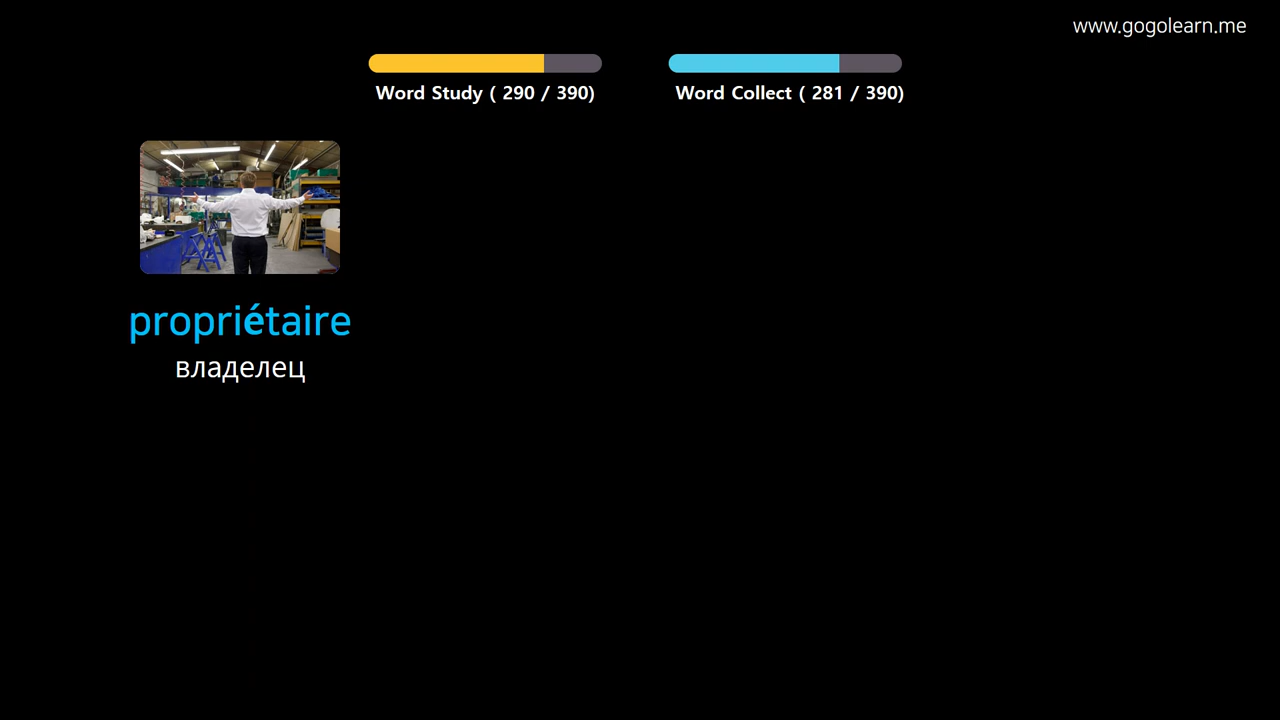 www.gogolearn.me
Word Study ( 290 / 390)
Word Collect ( 281 / 390)
propriétaire
владелец